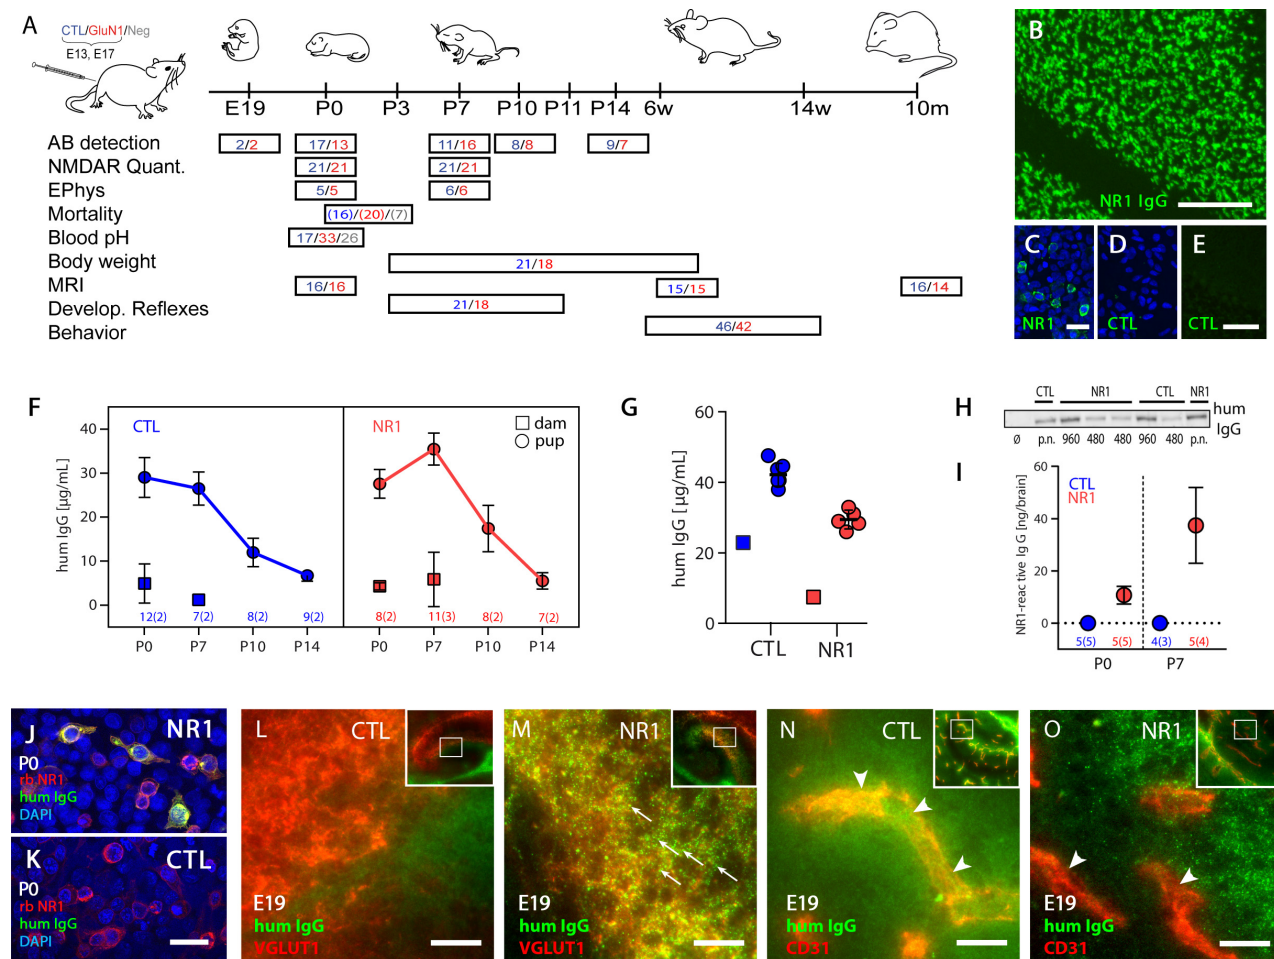 A
CTL/GluN1/Neg
E13, E17
E19 P0 P3 P7 P10 P11 P14 6w 14w 10m
AB detection 2/2 17/13 11/16 8/8 9/7
NMDAR Quant. 21/21 21/21
EPhys 5/5 6/6
Mortality (16)/(20)/(7)
Blood pH 17/33/26
Body weight 21/18
MRI 16/16 15/15 16/14
Develop. Reflexes 21/18
Behavior 46/42
B
NR1 IgG
C D E
NR1 CTL CTL
F
CTL NR1
dam
pup
hum IgG [µg/mL]
40
30
20
10
0
12(2) 7(2) 8(2) 9(2) 8(2) 11(3) 8(2) 7(2)
P0 P7 P10 P14 P0 P7 P10 P14
G
hum IgG [µg/mL]
60
40
20
0
CTL NR1
H
CTL NR1 CTL NR1
hum
IgG
Ø p.n. 960 480 480 960 480 p.n.
I
NR1-reactive Ig G [ng/brain]
60
40
20
0
CTL
NR1
5(5) 5(5) 4(3) 5(4)
P0 P7
J NR1
P0
rb NR1
hum IgG
DAPI
K CTL
P0
rb NR1
hum IgG
DAPI
L CTL
E19
hum IgG
VGLUT1
M NR1
E19
hum IgG
VGLUT1
N CTL
E19
hum IgG
CD31
O NR1
E19
hum IgG
CD31